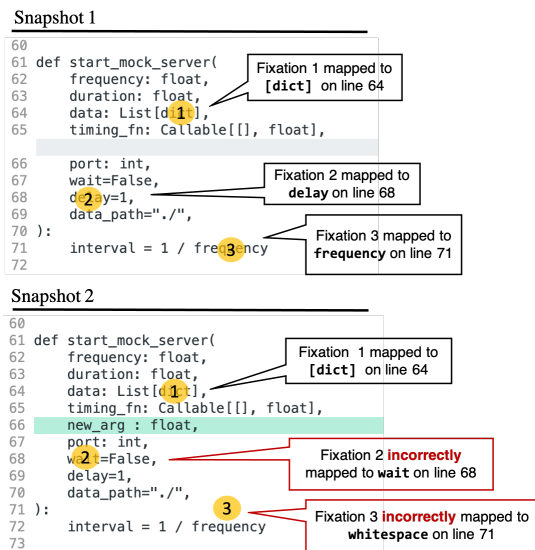 Snapshot 1
60
61 def start_mock_server(
62 frequency: float,
63 duration: float,
64 data: List[dict],
65 timing_fn: Callable[[], float],
66 port: int,
67 wait=False,
68 delay=1,
69 data_path="./",
70 ):
71 interval = 1 / frequency
72
1
2
3
Fixation 1 mapped to
[dict] on line 64
Fixation 2 mapped to
delay on line 68
Fixation 3 mapped to
frequency on line 71
Snapshot 2
60
61 def start_mock_server(
62 frequency: float,
63 duration: float,
64 data: List[dict],
65 timing_fn: Callable[[], float],
66 new_arg : float,
67 port: int,
68 wait=False,
69 delay=1,
70 data_path="./",
71 ):
72 interval = 1 / frequency
73
1
2
3
Fixation 1 mapped to
[dict] on line 64
Fixation 2 incorrectly
mapped to wait on line 68
Fixation 3 incorrectly mapped to
whitespace on line 71